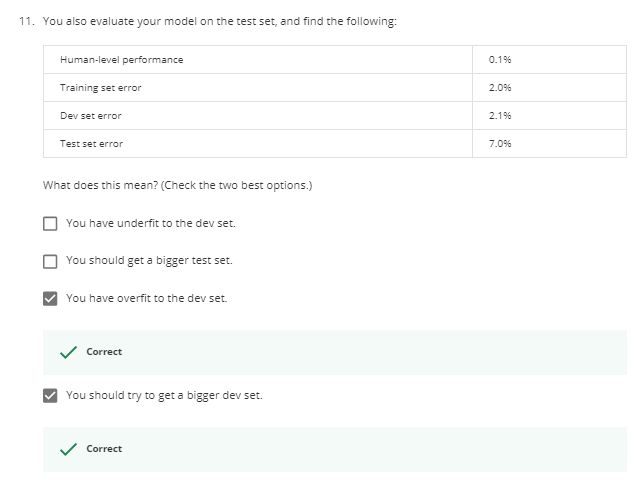 11. You also evaluate your model on the test set, and find the following:
Human-level performance 0.1%
Training set error 2.0%
Dev set error 2.1%
Test set error 7.0%
What does this mean? (Check the two best options.)
You have underfit to the dev set.
You should get a bigger test set.
You have overfit to the dev set.
Correct
You should try to get a bigger dev set.
Correct